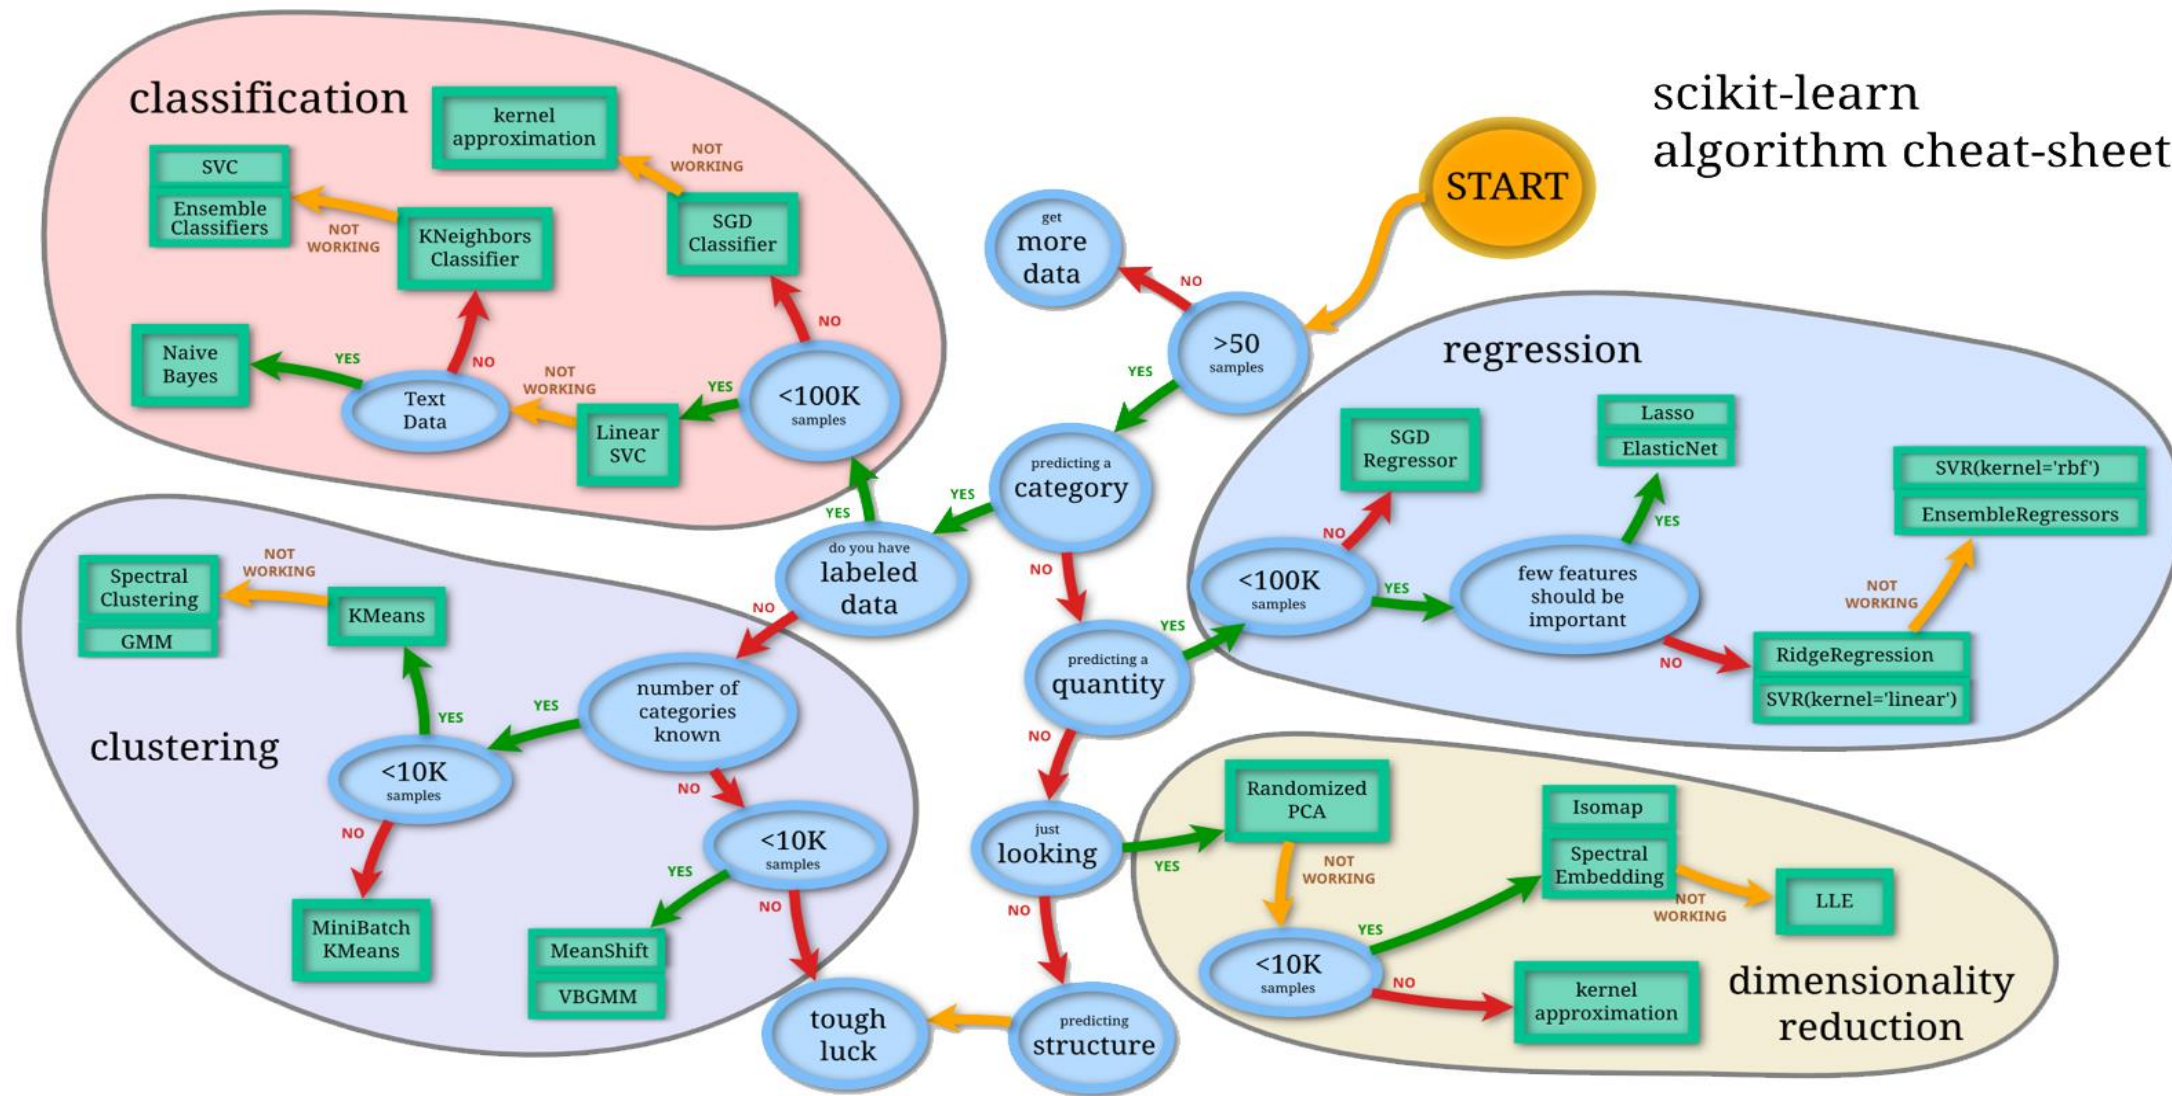 scikit-learn
algorithm cheat-sheet
START
classification
kernel
approximation
NOT
WORKING
SVC
Ensemble
Classifiers
NOT
WORKING
KNeighbors
Classifier
SGD
Classifier
NO
Naive
Bayes
YES
NO
Text
Data
NOT
WORKING
Linear
SVC
YES
<100K
samples
YES
get
more
data
NO
>50
samples
YES
predicting a
category
YES
NO
do you have
labeled
data
NO
predicting a
quantity
YES
NO
just
looking
YES
NO
predicting
structure
tough
luck
regression
SGD
Regressor
NO
Lasso
ElasticNet
YES
SVR(kernel='rbf')
EnsembleRegressors
NOT
WORKING
<100K
samples
YES
few features
should be
important
NO
RidgeRegression
SVR(kernel='linear')
clustering
Spectral
Clustering
GMM
NOT
WORKING
KMeans
YES
<10K
samples
YES
number of
categories
known
NO
NO
MiniBatch
KMeans
<10K
samples
YES
NO
MeanShift
VBGMM
dimensionality
reduction
Randomized
PCA
NOT
WORKING
<10K
samples
YES
NO
Isomap
Spectral
Embedding
NOT
WORKING
LLE
kernel
approximation